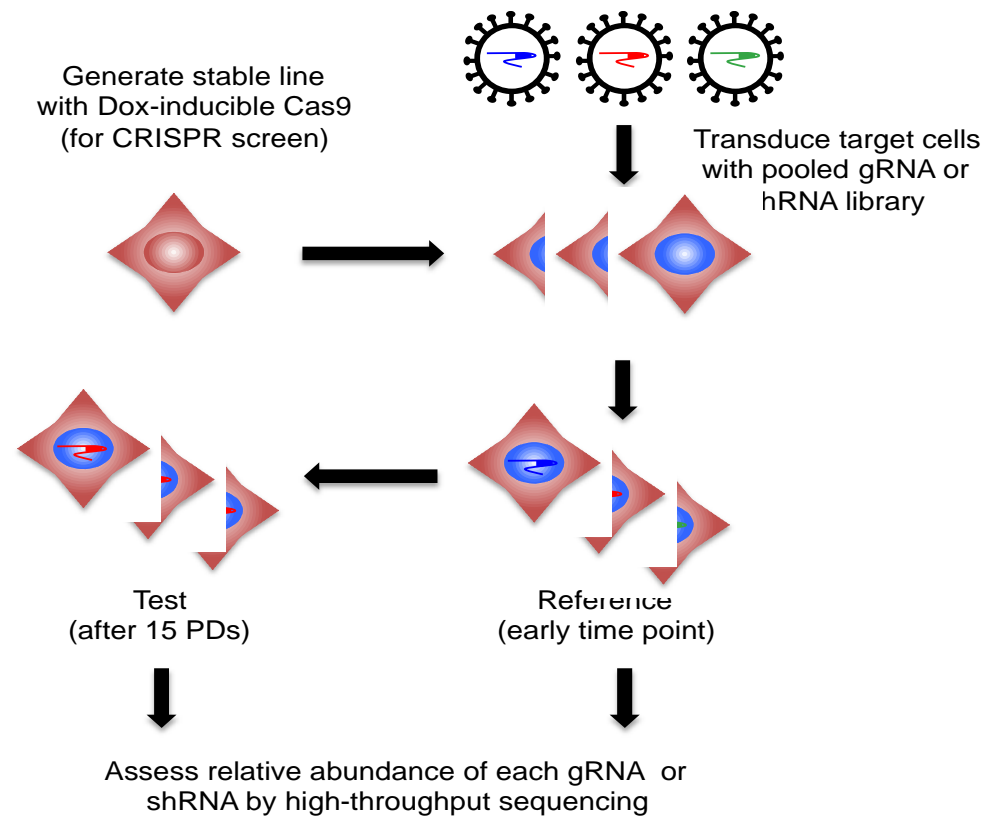 Generate stable line
with Dox-inducible Cas9
(for CRISPR screen)
Transduce target cells
with pooled gRNA or
hRNA library
Test
(after 15 PDs)
Reference
(early time point)
Assess relative abundance of each gRNA or
shRNA by high-throughput sequencing